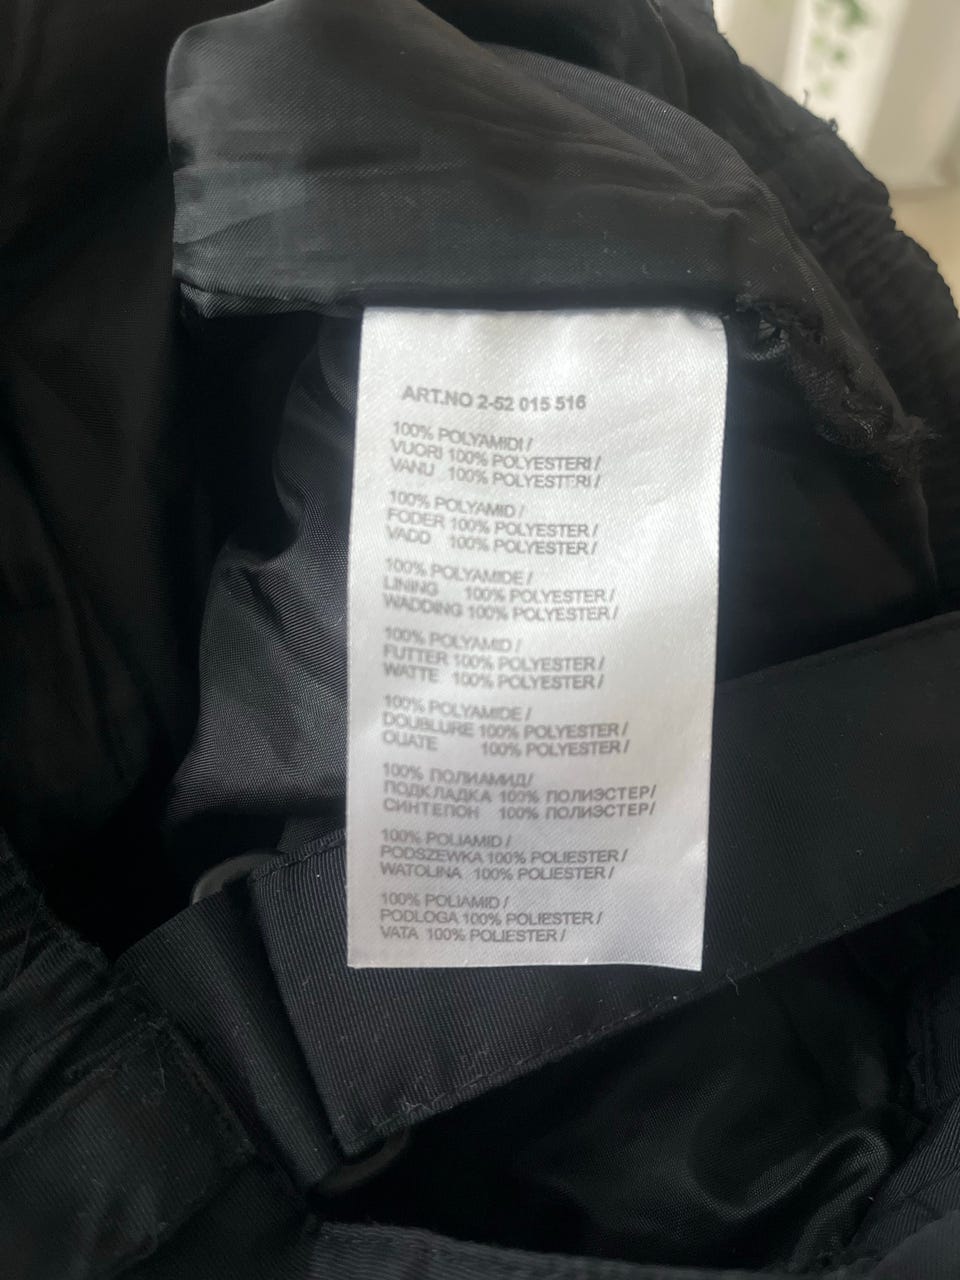 ART.NO 2-52 015 516
100% POLYAMIDI /
VUORI 100% POLYESTERI /
VANU 100% POLYESTERI /
100% POLYAMID /
FODER 100% POLYESTER /
VADD 100% POLYESTER /
100% POLYAMIDE /
LINING 100% POLYESTER /
WADDING 100% POLYESTER /
100% POLYAMID /
FUTTER 100% POLYESTER /
WATTE 100% POLYESTER /
100% POLYAMIDE /
DOUBLURE 100% POLYESTER /
OUATE 100% POLYESTER /
100% ПОЛИАМИД/
ПОДКЛАДКА 100% ПОЛИЭСТЕР/
СИНТЕПОН 100% ПОЛИЭСТЕР/
100% POLIAMID /
PODSZEWKA 100% POLIESTER /
WATOLINA 100% POLIESTER /
100% POLIAMID /
PODLOGA 100% POLIESTER /
VATA 100% POLIESTER /